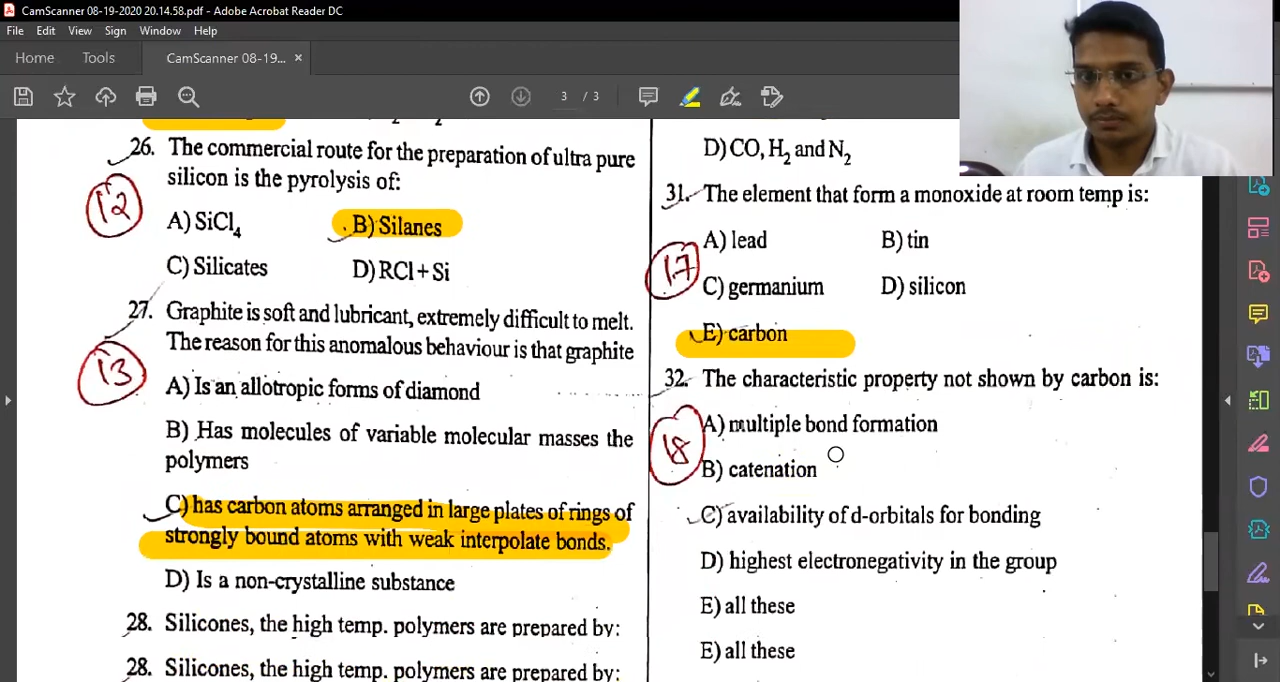 CamScanner 08-19-2020 20.14.58.pdf - Adobe Acrobat Reader DC
File Edit View Sign Window Help
Home Tools CamScanner 08-19... ×
3 / 3
26. The commercial route for the preparation of ultra pure
silicon is the pyrolysis of:
12
A) SiCl₄ B) Silanes
C) Silicates D) RCl + Si
27. Graphite is soft and lubricant, extremely difficult to melt.
The reason for this anomalous behaviour is that graphite
13
A) Is an allotropic forms of diamond
B) Has molecules of variable molecular masses the
polymers
C) has carbon atoms arranged in large plates of rings of
strongly bound atoms with weak interpolate bonds.
D) Is a non-crystalline substance
28. Silicones, the high temp. polymers are prepared by:
28. Silicones, the high temp. polymers are prepared by:
D) CO, H₂ and N₂
31. The element that form a monoxide at room temp is:
A) lead B) tin
17
C) germanium D) silicon
E) carbon
32. The characteristic property not shown by carbon is:
18
A) multiple bond formation
B) catenation
C) availability of d-orbitals for bonding
D) highest electronegativity in the group
E) all these
E) all these